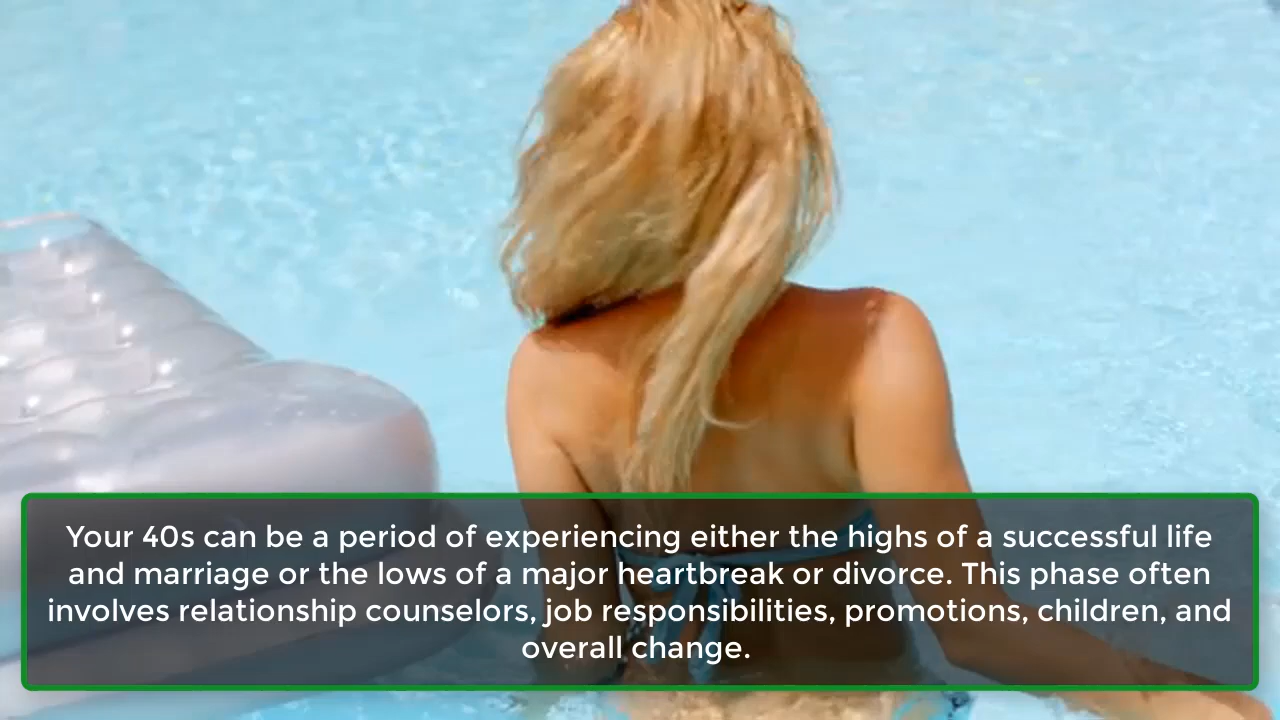 Your 40s can be a period of experiencing either the highs of a successful life
and marriage or the lows of a major heartbreak or divorce. This phase often
involves relationship counselors, job responsibilities, promotions, children, and
overall change.